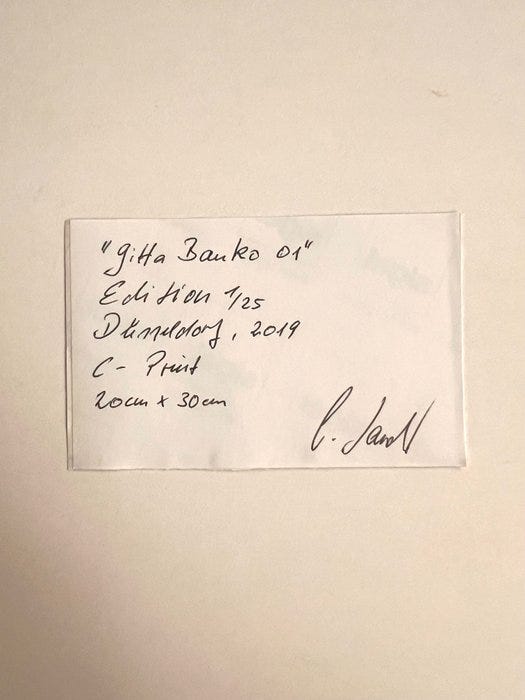 "Gitta Banko 01"
Edition 1/25
Düsseldorf, 2019
C - Print
20cm x 30cm